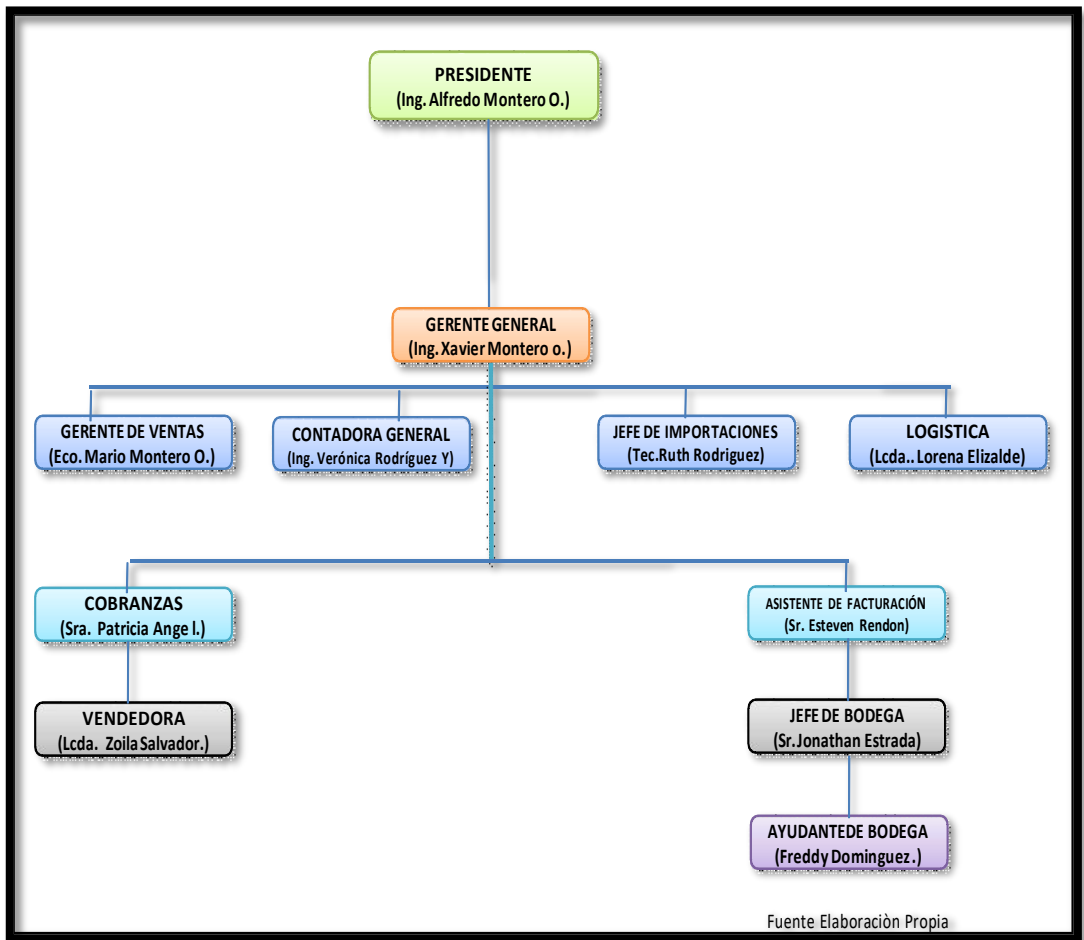 PRESIDENTE
(Ing. Alfredo Montero O.)
GERENTE GENERAL
(Ing. Xavier Montero o.)
GERENTE DE VENTAS
(Eco. Mario Montero O.)
CONTADORA GENERAL
(Ing. Verónica Rodríguez Y)
JEFE DE IMPORTACIONES
(Tec.Ruth Rodriguez)
LOGISTICA
(Lcda.. Lorena Elizalde)
COBRANZAS
(Sra. Patricia Ange l.)
ASISTENTE DE FACTURACIÓN
(Sr. Esteven Rendon)
VENDEDORA
(Lcda. Zoila Salvador.)
JEFE DE BODEGA
(Sr.Jonathan Estrada)
AYUDANTEDE BODEGA
(Freddy Dominguez.)
Fuente Elaboraciòn Propia